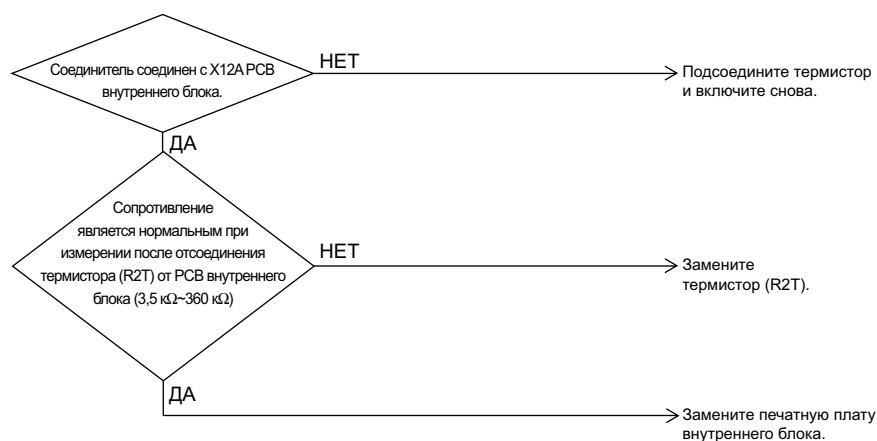 Соединитель соединен с X12A PCB
внутреннего блока.
НЕТ
Подсоедините термистор
и включите снова.
ДА
Сопротивление
является нормальным при
измерении после отсоединения
термистора (R2T) от PCB внутреннего
блока (3,5 кΩ~360 кΩ)
НЕТ
Замените
термистор (R2T).
ДА
Замените печатную плату
внутреннего блока.